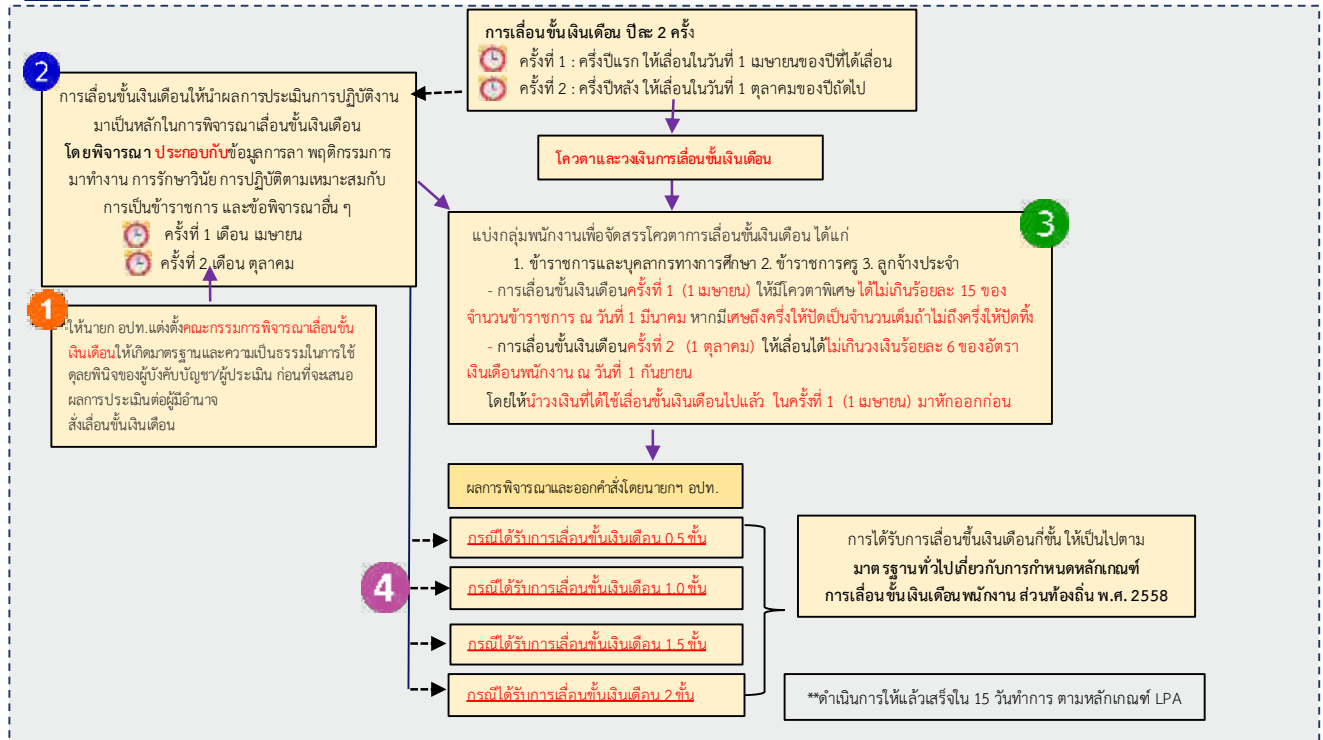 การเลื่อนขั้นเงินเดือน ปีละ 2 ครั้ง
ครั้งที่ 1 : ครึ่งปีแรก ให้เลื่อนในวันที่ 1 เมษายนของปีที่ได้เลื่อน
ครั้งที่ 2 : ครึ่งปีหลัง ให้เลื่อนในวันที่ 1 ตุลาคมของปีถัดไป
2
การเลื่อนขั้นเงินเดือนให้นำผลการประเมินการปฏิบัติงาน
มาเป็นหลักในการพิจารณาเลื่อนขั้นเงินเดือน
โดยพิจารณา ประกอบกับข้อมูลการลา พฤติกรรมการ
มาทำงาน การรักษาวินัย การปฏิบัติตามเหมาะสมกับ
การเป็นข้าราชการ และข้อพิจารณาอื่น ๆ
ครั้งที่ 1 เดือน เมษายน
ครั้งที่ 2 เดือน ตุลาคม
โควตาและวงเงินการเลื่อนขั้นเงินเดือน
3
แบ่งกลุ่มพนักงานเพื่อจัดสรรโควตาการเลื่อนขั้นเงินเดือน ได้แก่
1. ข้าราชการและบุคลากรทางการศึกษา 2. ข้าราชการครู 3. ลูกจ้างประจำ
- การเลื่อนขั้นเงินเดือนครั้งที่ 1 (1 เมษายน) ให้มีโควตาพิเศษ ได้ไม่เกินร้อยละ 15 ของ
จำนวนข้าราชการ ณ วันที่ 1 มีนาคม หากมีเศษถึงครึ่งให้ปัดเป็นจำนวนเต็มถ้าไม่ถึงครึ่งให้ปัดทิ้ง
- การเลื่อนขั้นเงินเดือนครั้งที่ 2 (1 ตุลาคม) ให้เลื่อนได้ไม่เกินวงเงินร้อยละ 6 ของอัตรา
เงินเดือนพนักงาน ณ วันที่ 1 กันยายน
โดยให้นำวงเงินที่ได้ใช้เลื่อนขั้นเงินเดือนไปแล้ว ในครั้งที่ 1 (1 เมษายน) มาหักออกก่อน
1
ให้นายก อปท.แต่งตั้งคณะกรรมการพิจารณาเลื่อนขั้น
เงินเดือนให้เกิดมาตรฐานและความเป็นธรรมในการใช้
ดุลยพินิจของผู้บังคับบัญชา/ผู้ประเมิน ก่อนที่จะเสนอ
ผลการประเมินต่อผู้มีอำนาจ
สั่งเลื่อนขั้นเงินเดือน
ผลการพิจารณาและออกคำสั่งโดยนายกฯ อปท.
4
กรณีได้รับการเลื่อนขั้นเงินเดือน 0.5 ขั้น
กรณีได้รับการเลื่อนขั้นเงินเดือน 1.0 ขั้น
กรณีได้รับการเลื่อนขั้นเงินเดือน 1.5 ขั้น
กรณีได้รับการเลื่อนขั้นเงินเดือน 2 ขั้น
การได้รับการเลื่อนขึ้นเงินเดือนกี่ขั้น ให้เป็นไปตาม
มาตรฐานทั่วไปเกี่ยวกับการกำหนดหลักเกณฑ์
การเลื่อนขั้นเงินเดือนพนักงาน ส่วนท้องถิ่น พ.ศ. 2558
**ดำเนินการให้แล้วเสร็จใน 15 วันทำการ ตามหลักเกณฑ์ LPA